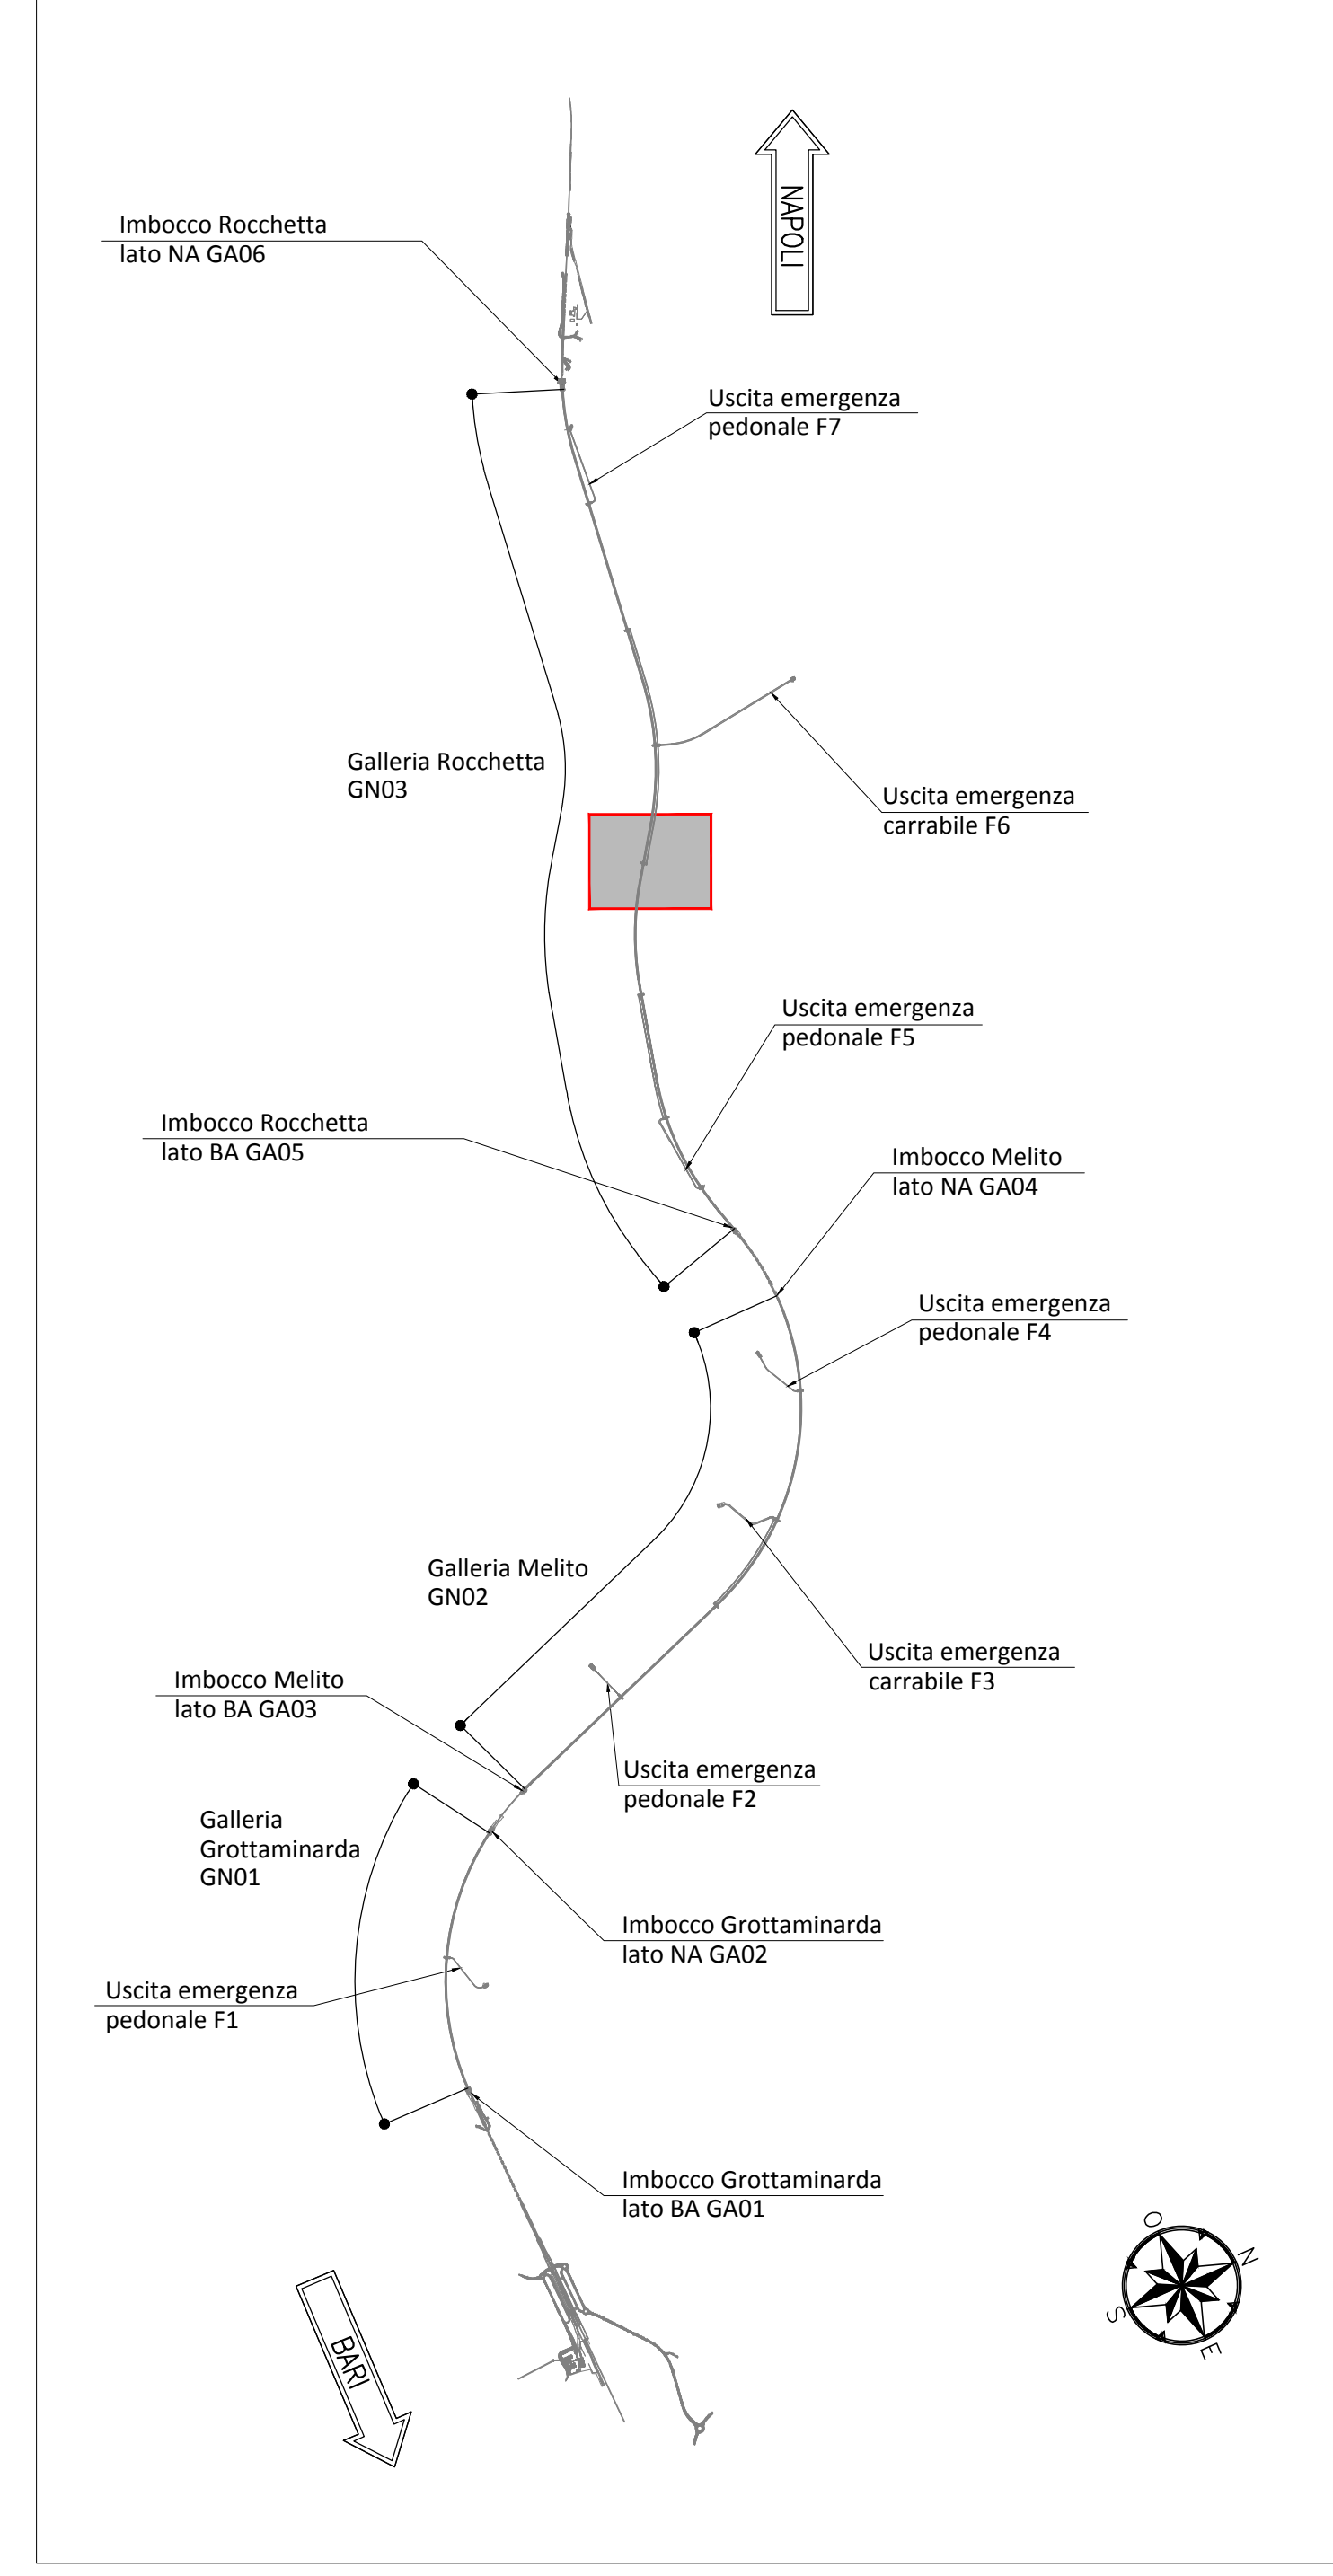 NAPOLI
Imbocco Rocchetta
lato NA GA06
Uscita emergenza
pedonale F7
Galleria Rocchetta
GN03
Uscita emergenza
carrabile F6
Uscita emergenza
pedonale F5
Imbocco Rocchetta
lato BA GA05
Imbocco Melito
lato NA GA04
Uscita emergenza
pedonale F4
Galleria Melito
GN02
Uscita emergenza
carrabile F3
Imbocco Melito
lato BA GA03
Uscita emergenza
pedonale F2
Galleria
Grottaminarda
GN01
Imbocco Grottaminarda
lato NA GA02
Uscita emergenza
pedonale F1
Imbocco Grottaminarda
lato BA GA01
BARI
O
N
S
E